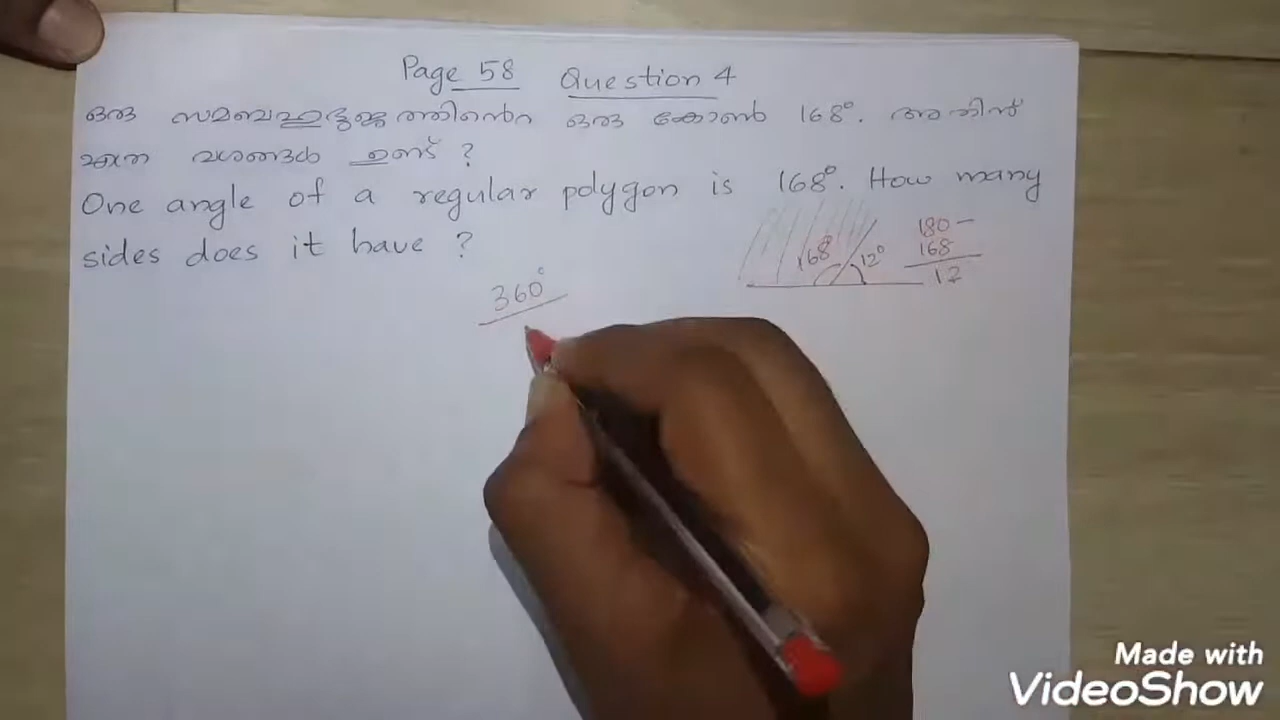 Page 58 Question 4
ഒരു സമബഹുഭുജത്തിന്റെ ഒരു കോൺ 168°. അതിന്
എത്ര വശങ്ങൾ ഉണ്ട് ?
One angle of a regular polygon is 168°. How many
sides does it have ?
180 –
168
12
168 12°
360°
Made with
VideoShow